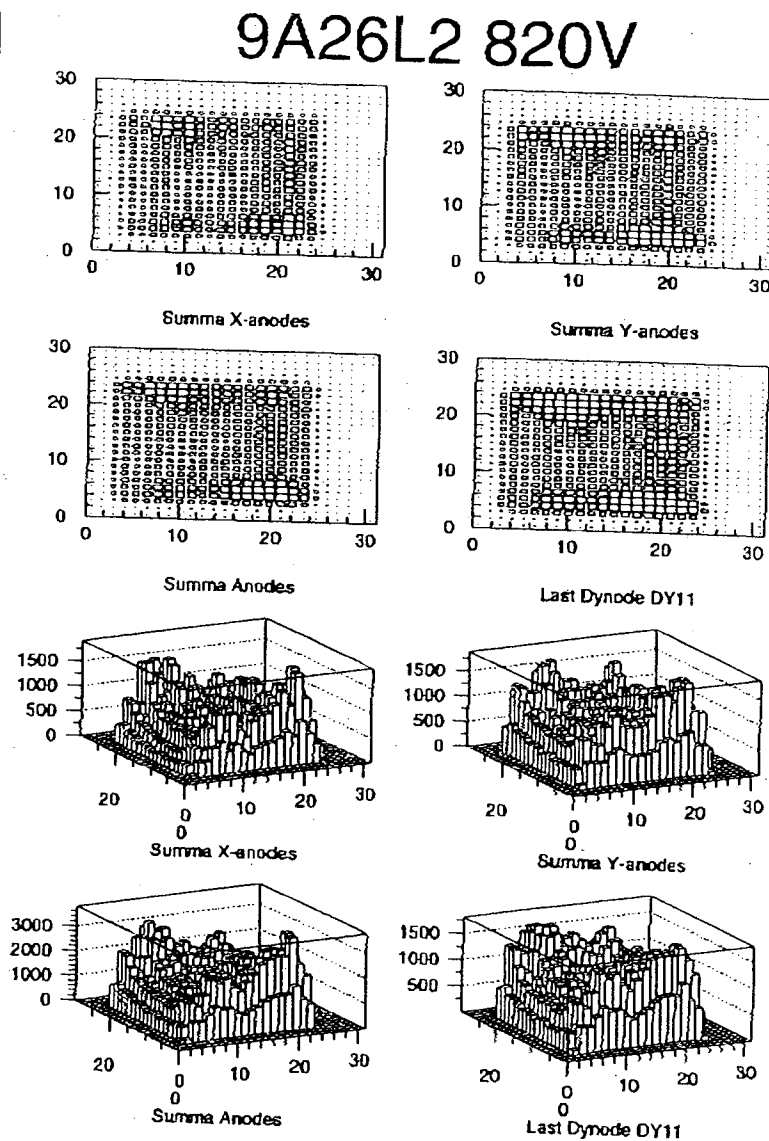 9A26L2 820V
30 20 10 0
0 10 20 30
Summa X-anodes
30 20 10 0
0 10 20 30
Summa Y-anodes
30 20 10 0
0 10 20 30
Summa Anodes
30 20 10 0
0 10 20 30
Last Dynode DY11
1500 1000 500 0
20 0 0 10 20 30
Summa X-anodes
1500 1000 500 0
20 0 0 10 20 30
Summa Y-anodes
3000 2000 1000 0
20 0 0 10 20 30
Summa Anodes
1500 1000 500
20 0 0 10 20 30
Last Dynode DY11